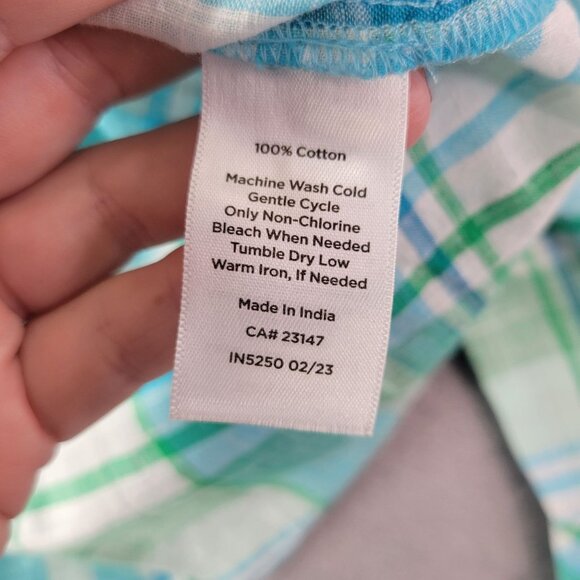 100% Cotton
Machine Wash Cold
Gentle Cycle
Only Non-Chlorine
Bleach When Needed
Tumble Dry Low
Warm Iron, If Needed
Made In India
CA# 23147
IN5250 02/23